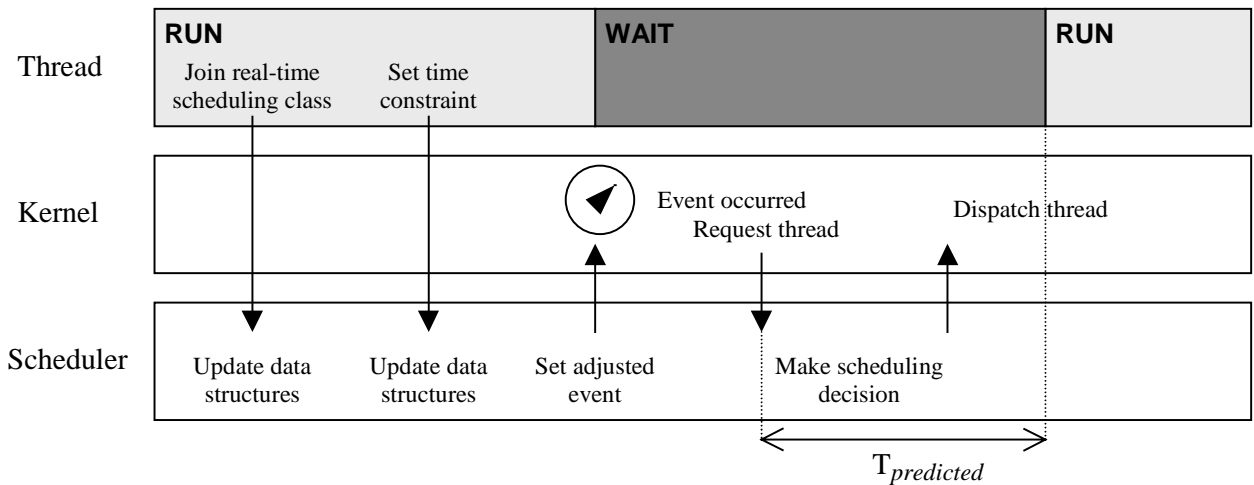 Thread
RUN
WAIT
RUN
Join real-time
scheduling class
Set time
constraint
Kernel
Event occurred
Request thread
Dispatch thread
Scheduler
Update data
structures
Update data
structures
Set adjusted
event
Make scheduling
decision
Tpredicted